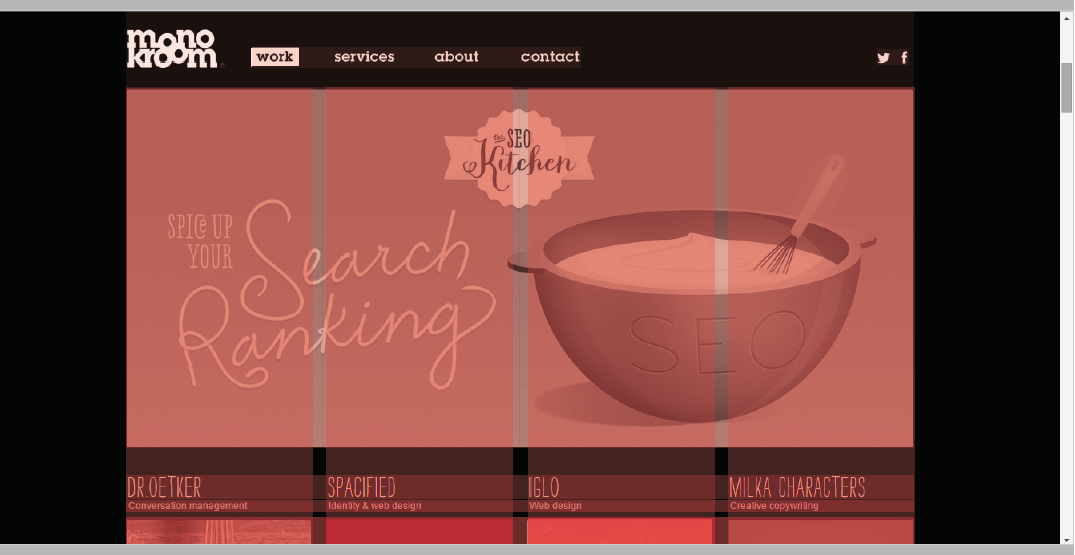 mono
kroom
work services about contact
the SEO
Kitchen
SPICE UP
YOUR
Search
Ranking
SEO
DR.OETKER SPACIFIED IGLO MILKA CHARACTERS
Conversation management Identity & web design Web design Creative copywriting